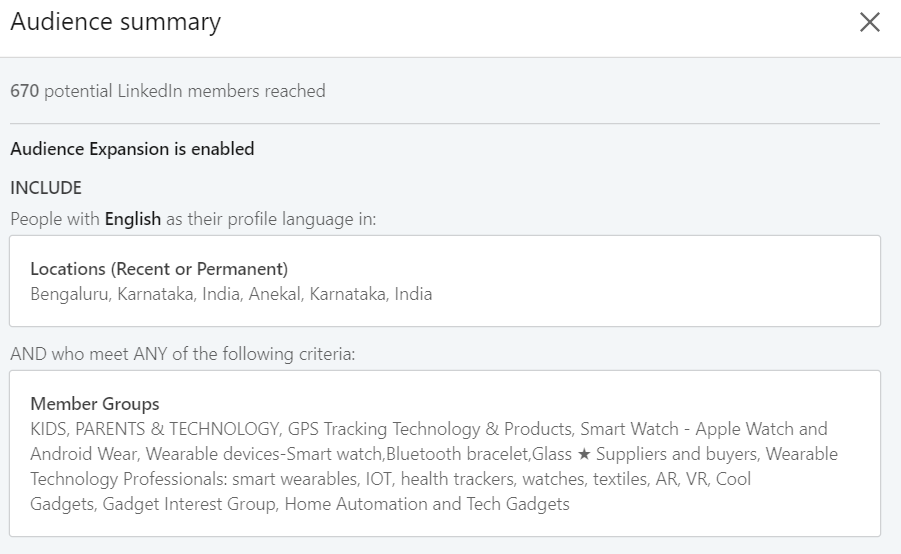 Audience summary
670 potential LinkedIn members reached
Audience Expansion is enabled
INCLUDE
People with English as their profile language in:
Locations (Recent or Permanent)
Bengaluru, Karnataka, India, Anekal, Karnataka, India
AND who meet ANY of the following criteria:
Member Groups
KIDS, PARENTS & TECHNOLOGY, GPS Tracking Technology & Products, Smart Watch - Apple Watch and
Android Wear, Wearable devices-Smart watch,Bluetooth bracelet,Glass ★ Suppliers and buyers, Wearable
Technology Professionals: smart wearables, IOT, health trackers, watches, textiles, AR, VR, Cool
Gadgets, Gadget Interest Group, Home Automation and Tech Gadgets